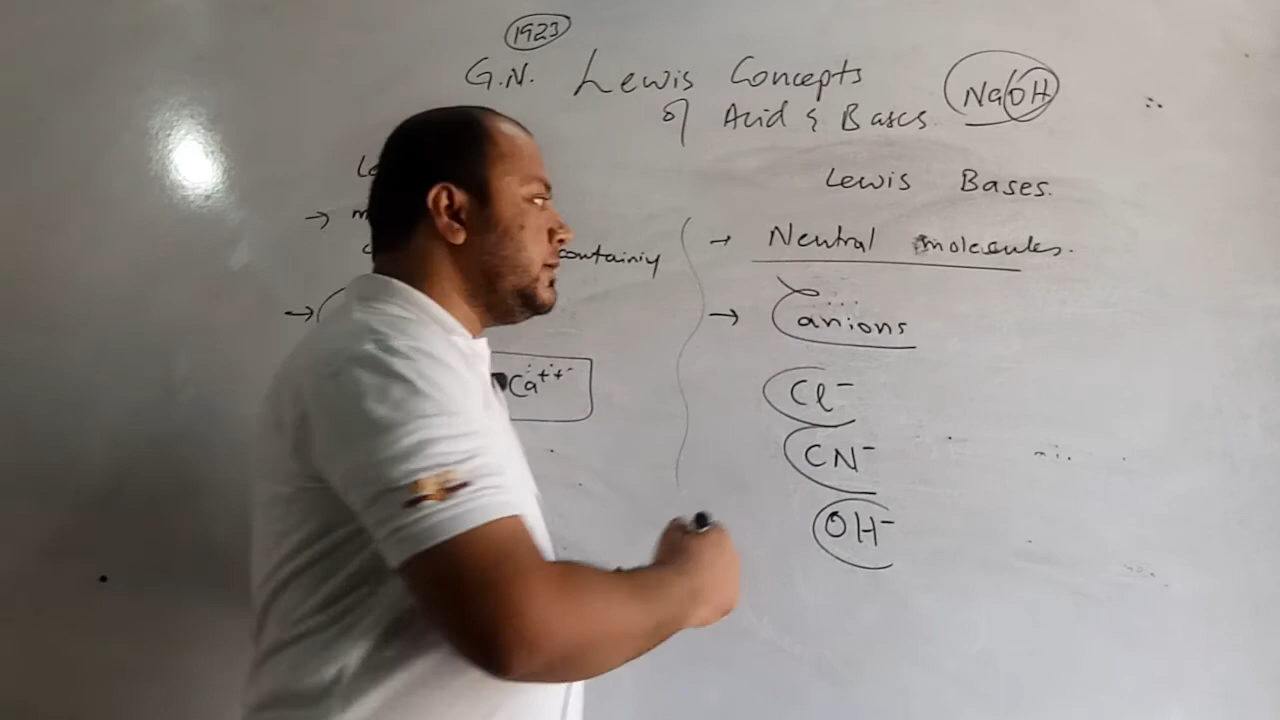 1923
G.N. Lewis Concepts
of Acid & Bases. NaOH
Lewis Bases.
→ Neutral molecules.
containing
→ anions
Ca+++
Cl-
CN-
OH-